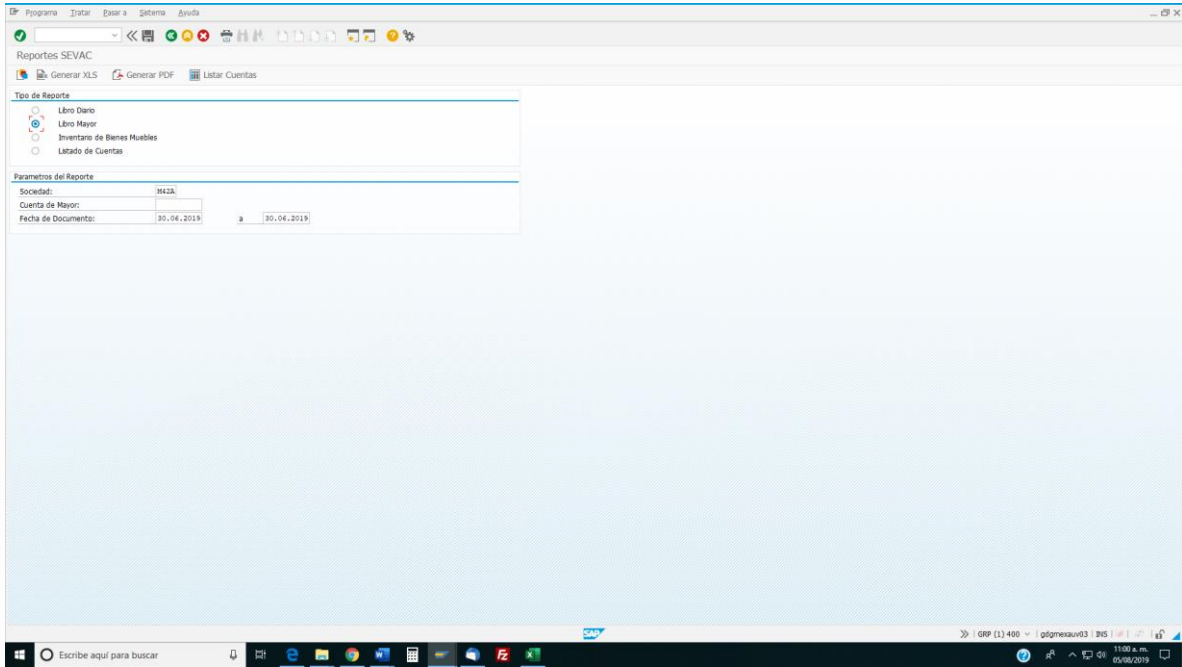 Programa Tratar Pasar a Sistema Ayuda
Reportes SEVAC
Generar XLS Generar PDF Listar Cuentas
Tipo de Reporte
Libro Diario
Libro Mayor
Inventario de Bienes Muebles
Listado de Cuentas
Parametros del Reporte
Sociedad: M42A
Cuenta de Mayor:
Fecha de Documento: 30.06.2019 a 30.06.2019
SAP
GRP (1) 400 gdgmexauv03 INS
Escribe aquí para buscar
11:00 a. m.
05/08/2019